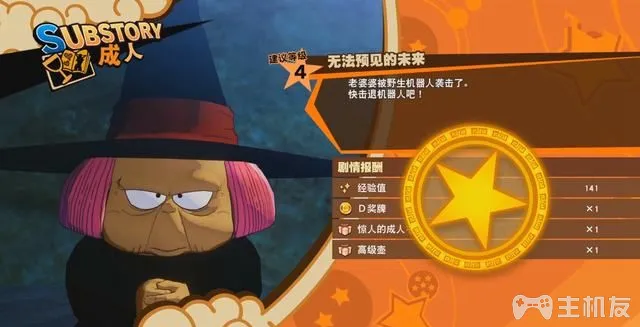 SUBSTORY
成人
建议等级
4
无法预见的未来
老婆婆被野生机器人袭击了。
快击退机器人吧！
剧情报酬
经验值 141
D奖牌 ×1
惊人的成人 ×1
高级壶 ×1
主机友